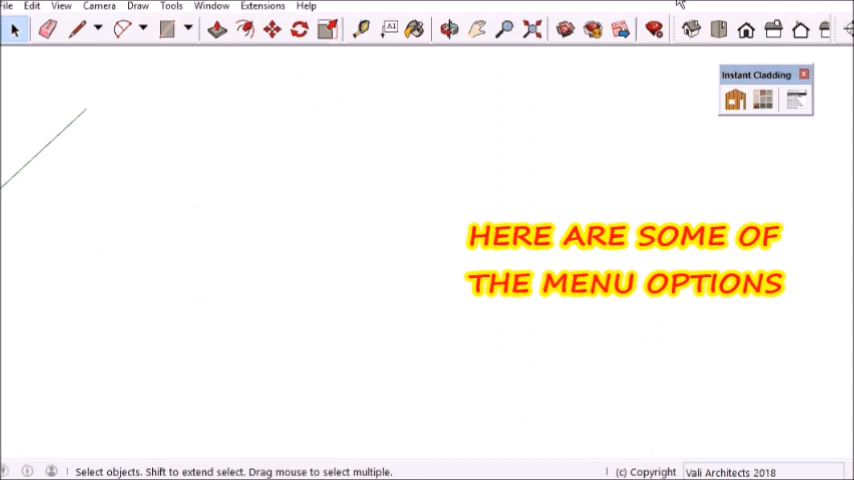 File Edit View Camera Draw Tools Window Extensions Help
A1
Instant Cladding
HERE ARE SOME OF
THE MENU OPTIONS
Select objects. Shift to extend select. Drag mouse to select multiple.
(c) Copyright Vali Architects 2018